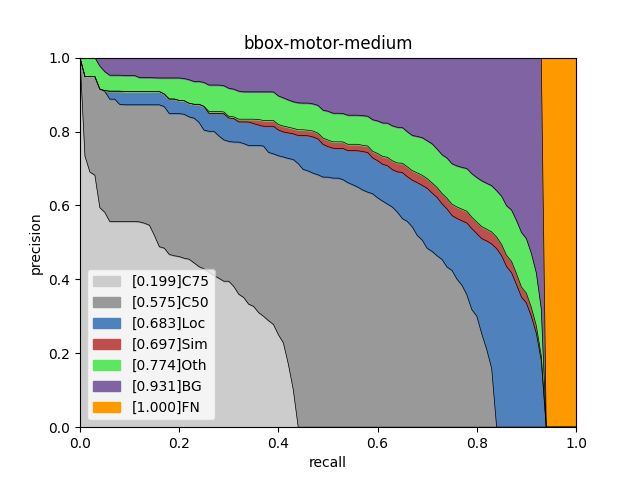 bbox-motor-medium
1.0
0.8
0.6
0.4
0.2
0.0
precision
[0.199]C75
[0.575]C50
[0.683]Loc
[0.697]Sim
[0.774]Oth
[0.931]BG
[1.000]FN
0.0 0.2 0.4 0.6 0.8 1.0
recall